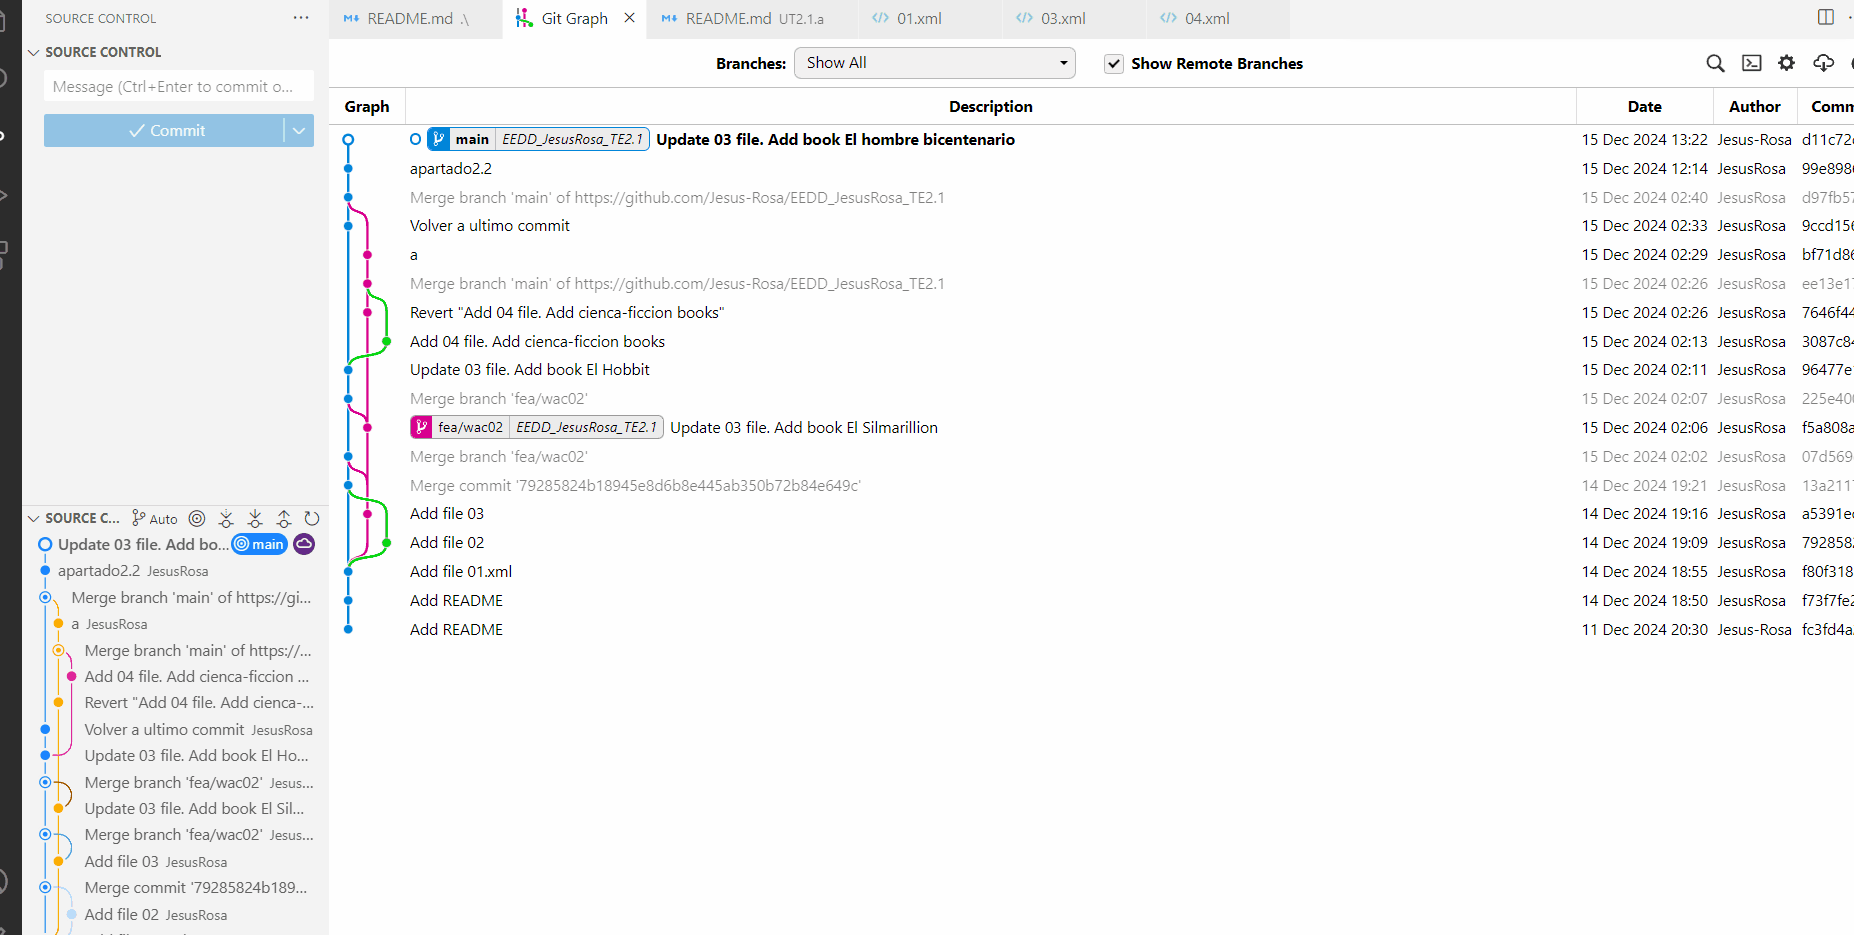 SOURCE CONTROL
README.md .\
Git Graph
README.md UT2.1.a
01.xml
03.xml
04.xml
SOURCE CONTROL
Message (Ctrl+Enter to commit o...
Commit
Branches: Show All Show Remote Branches
Graph Description Date Author Comm
main EEDD_JesusRosa_TE2.1 Update 03 file. Add book El hombre bicentenario 15 Dec 2024 13:22 Jesus-Rosa d11c72
apartado2.2 15 Dec 2024 12:14 JesusRosa 99e898
Merge branch 'main' of https://github.com/Jesus-Rosa/EEDD_JesusRosa_TE2.1 15 Dec 2024 02:40 JesusRosa d97fb57
Volver a ultimo commit 15 Dec 2024 02:33 JesusRosa 9ccd156
a 15 Dec 2024 02:29 JesusRosa bf71d86
Merge branch 'main' of https://github.com/Jesus-Rosa/EEDD_JesusRosa_TE2.1 15 Dec 2024 02:26 JesusRosa ee13e17
Revert "Add 04 file. Add cienca-ficcion books" 15 Dec 2024 02:26 JesusRosa 7646f44
Add 04 file. Add cienca-ficcion books 15 Dec 2024 02:13 JesusRosa 3087c84
Update 03 file. Add book El Hobbit 15 Dec 2024 02:11 JesusRosa 96477e
Merge branch 'fea/wac02' 15 Dec 2024 02:07 JesusRosa 225e40
fea/wac02 EEDD_JesusRosa_TE2.1 Update 03 file. Add book El Silmarillion 15 Dec 2024 02:06 JesusRosa f5a808a
Merge branch 'fea/wac02' 15 Dec 2024 02:02 JesusRosa 07d569
Merge commit '79285824b18945e8d6b8e445ab350b72b84e649c' 14 Dec 2024 19:21 JesusRosa 13a2117
Add file 03 14 Dec 2024 19:16 JesusRosa a5391e
Add file 02 14 Dec 2024 19:09 JesusRosa 7928582
Add file 01.xml 14 Dec 2024 18:55 JesusRosa f80f318
Add README 14 Dec 2024 18:50 JesusRosa f73f7fe2
Add README 11 Dec 2024 20:30 Jesus-Rosa fc3fd4a
SOURCE C... Auto
Update 03 file. Add bo... main
apartado2.2 JesusRosa
Merge branch 'main' of https://gi...
a JesusRosa
Merge branch 'main' of https://...
Add 04 file. Add cienca-ficcion ...
Revert "Add 04 file. Add cienca-...
Volver a ultimo commit JesusRosa
Update 03 file. Add book El Ho...
Merge branch 'fea/wac02' Jesus...
Update 03 file. Add book El Sil...
Merge branch 'fea/wac02' Jesus...
Add file 03 JesusRosa
Merge commit '79285824b189...
Add file 02 JesusRosa